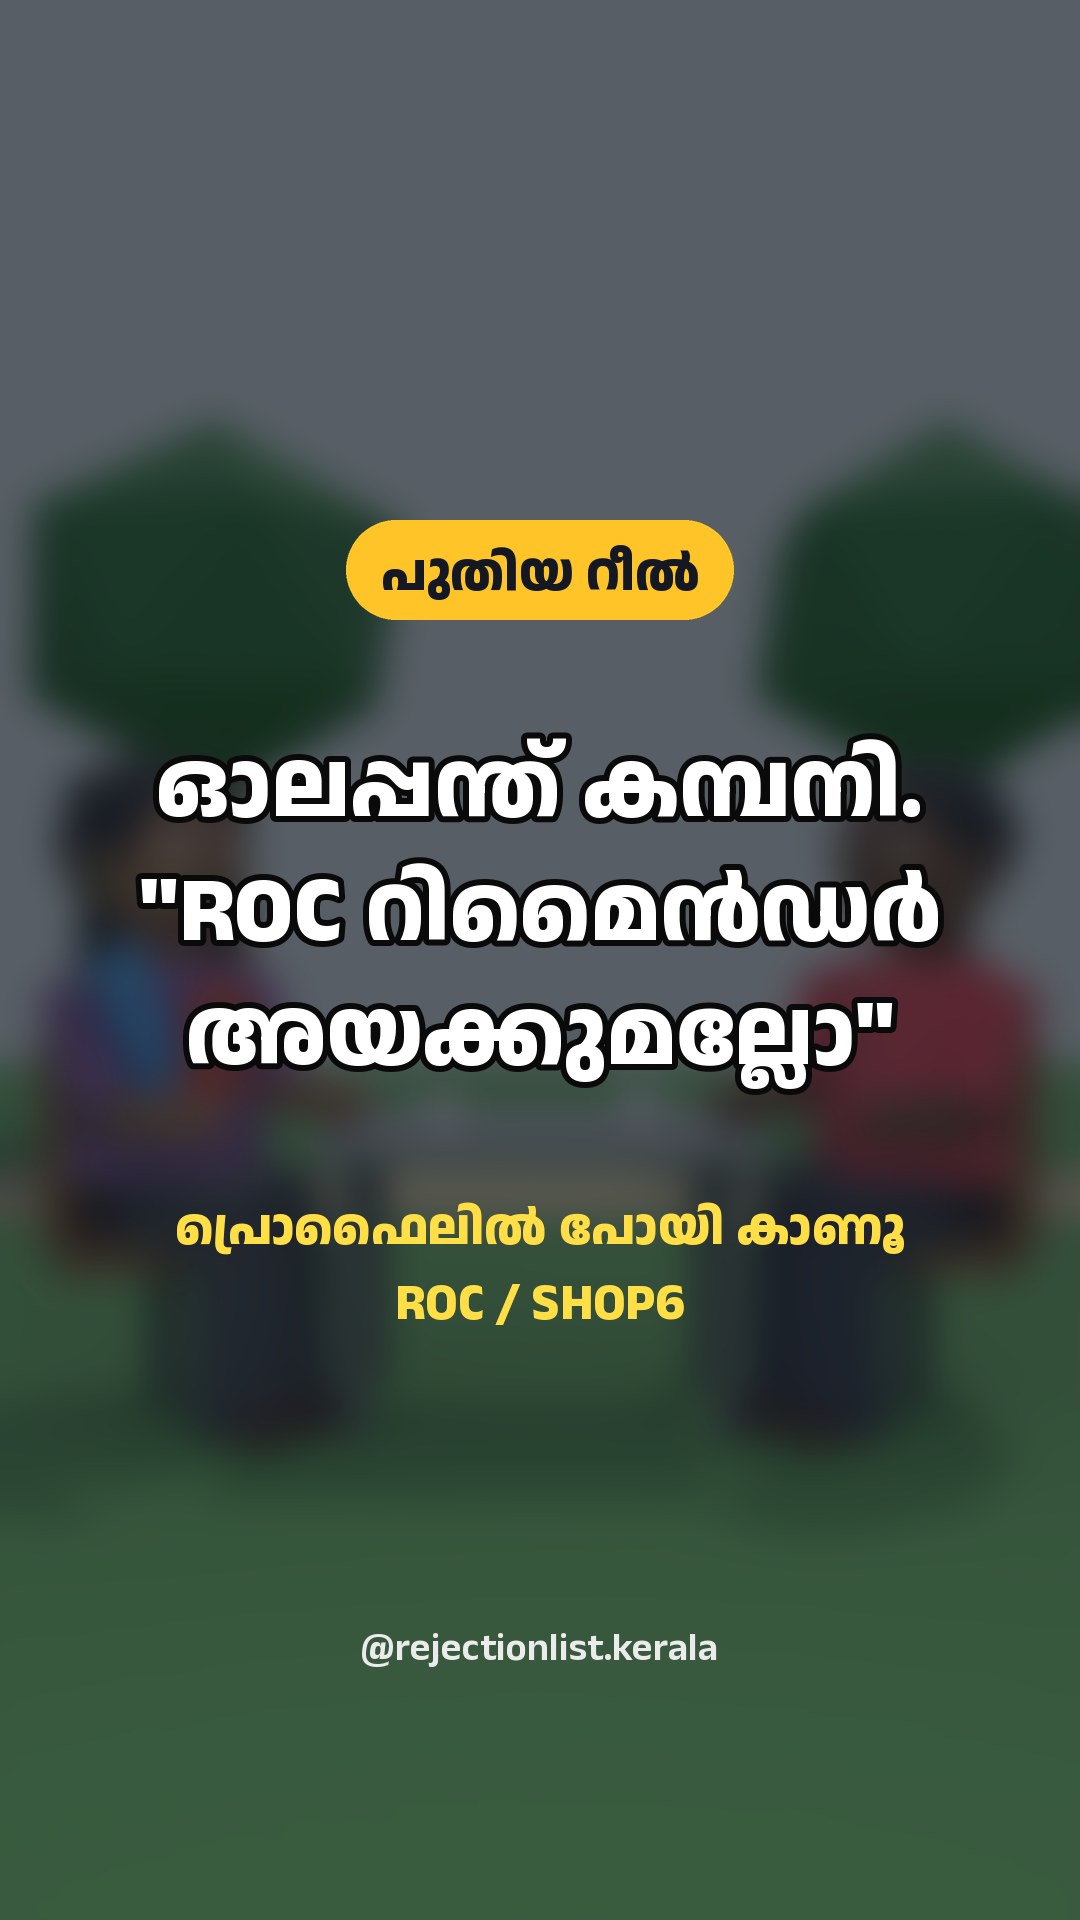 പുതിയ റീൽ
ഓലപ്പന്ത് കമ്പനി.
"ROC റിമൈൻഡർ
അയക്കുമല്ലോ"
പ്രൊഫൈലിൽ പോയി കാണൂ
ROC / SHOP6
@rejectionlist.kerala